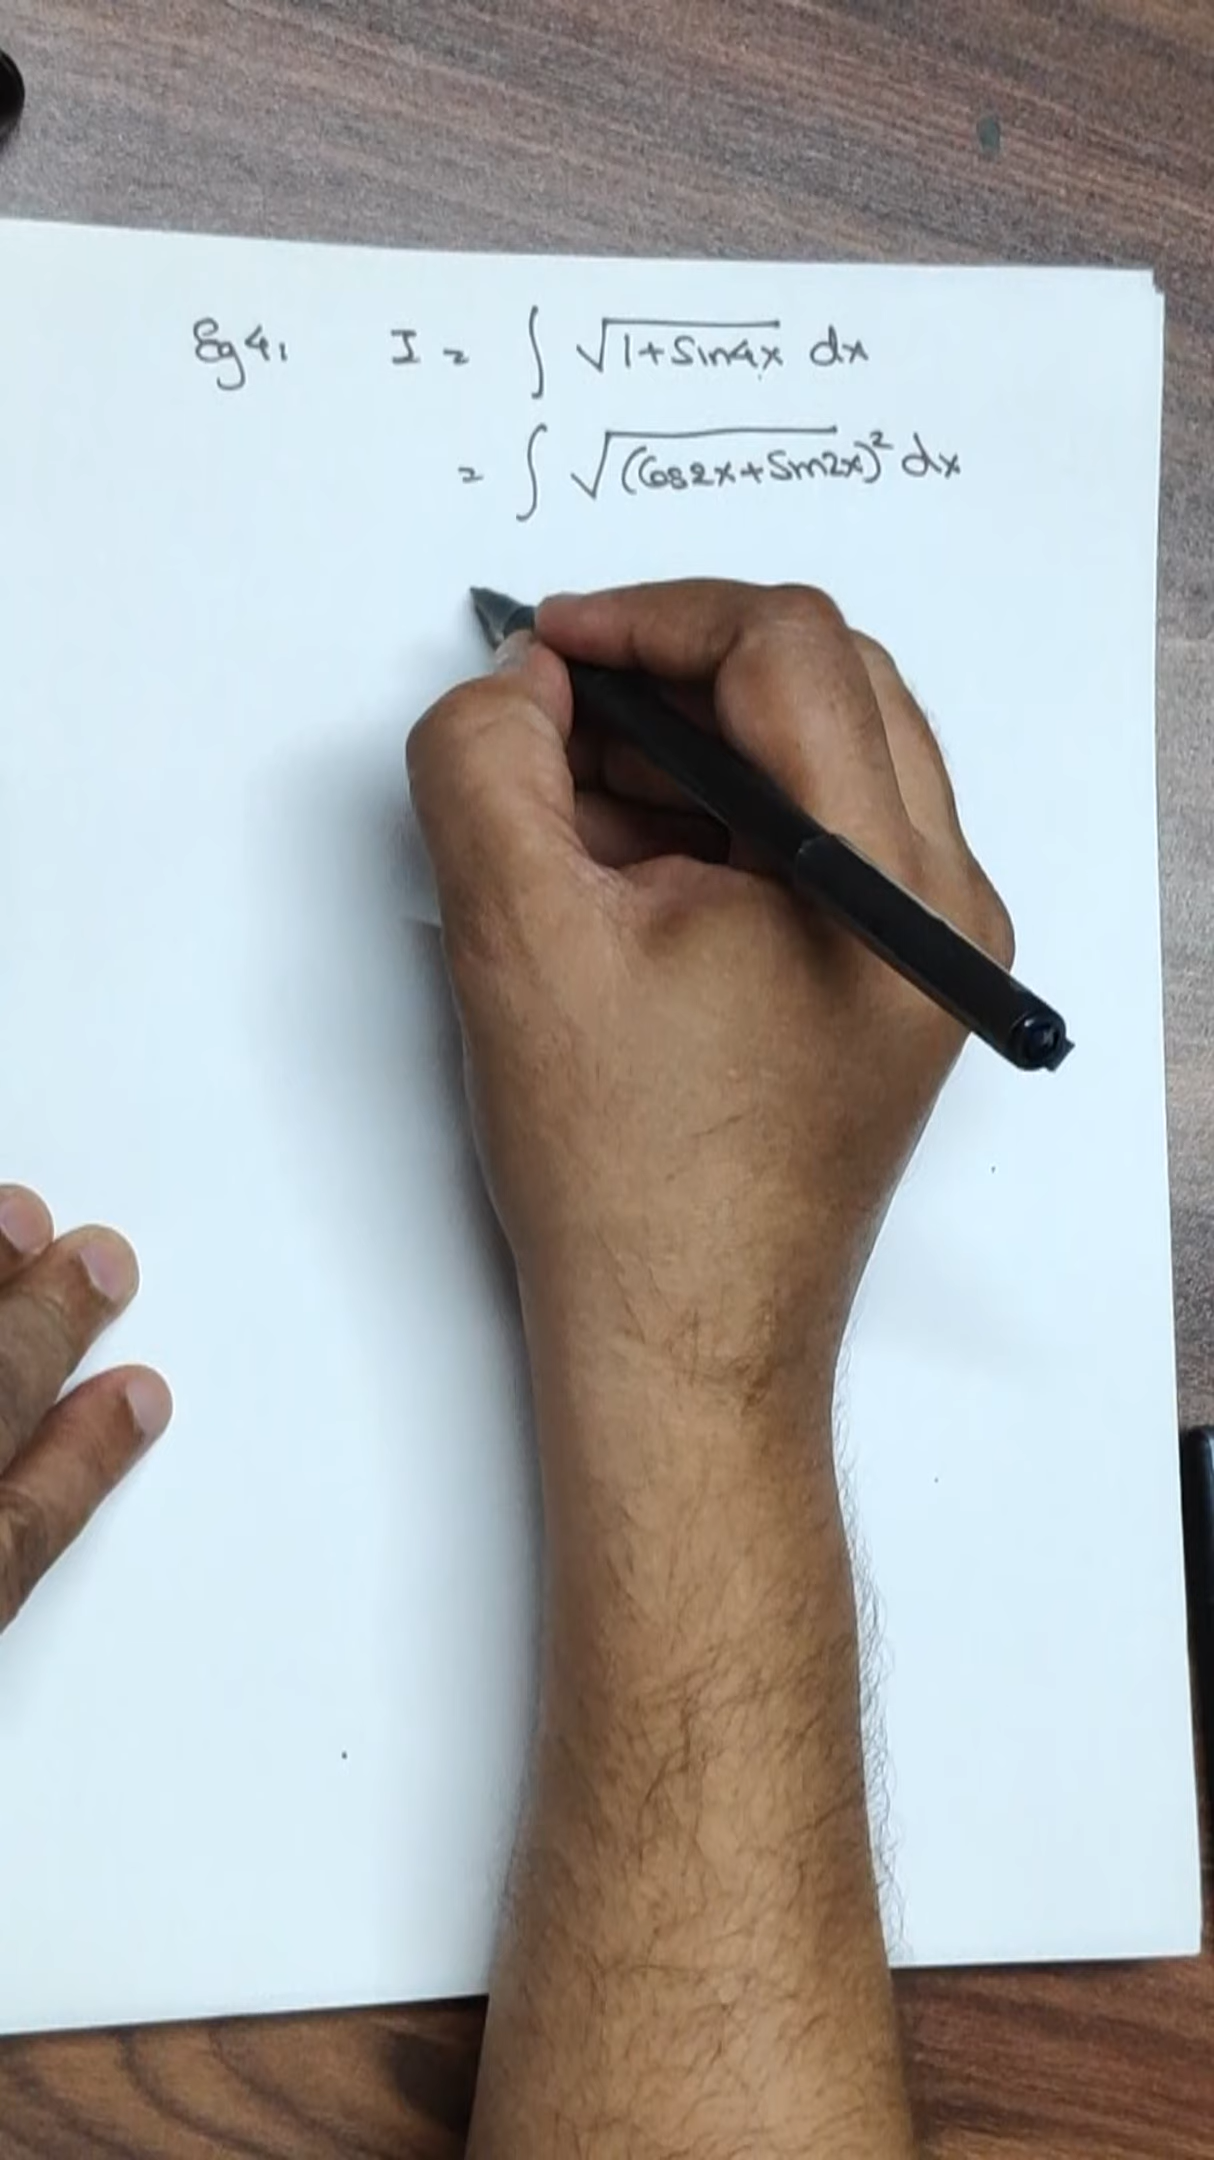 Eg 4, I = ∫ √(1+Sin4x) dx
= ∫ √((Cos2x+Sin2x)² dx